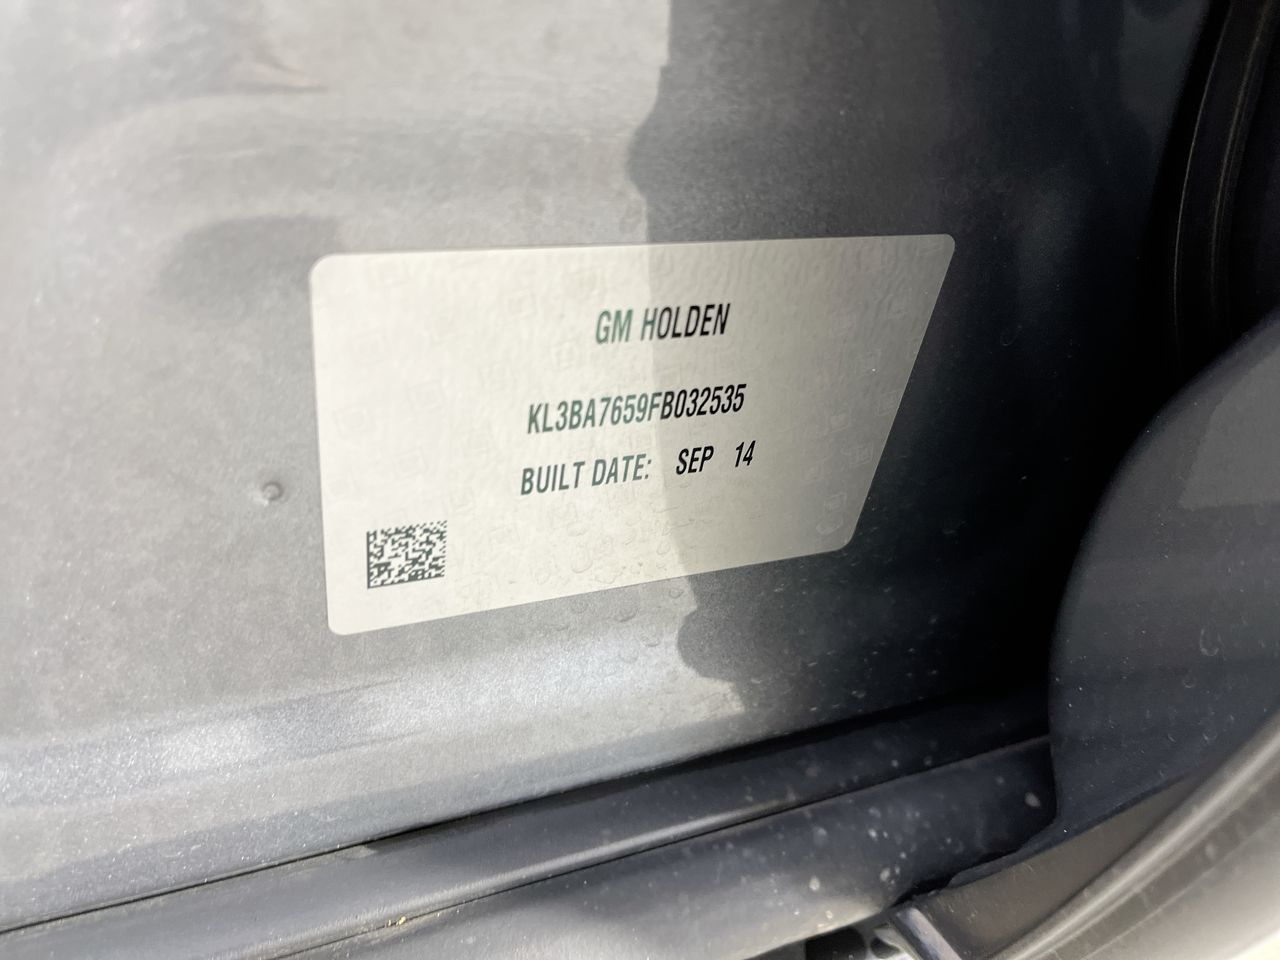 GM HOLDEN
KL3BA7659FB032535
BUILT DATE: SEP 14